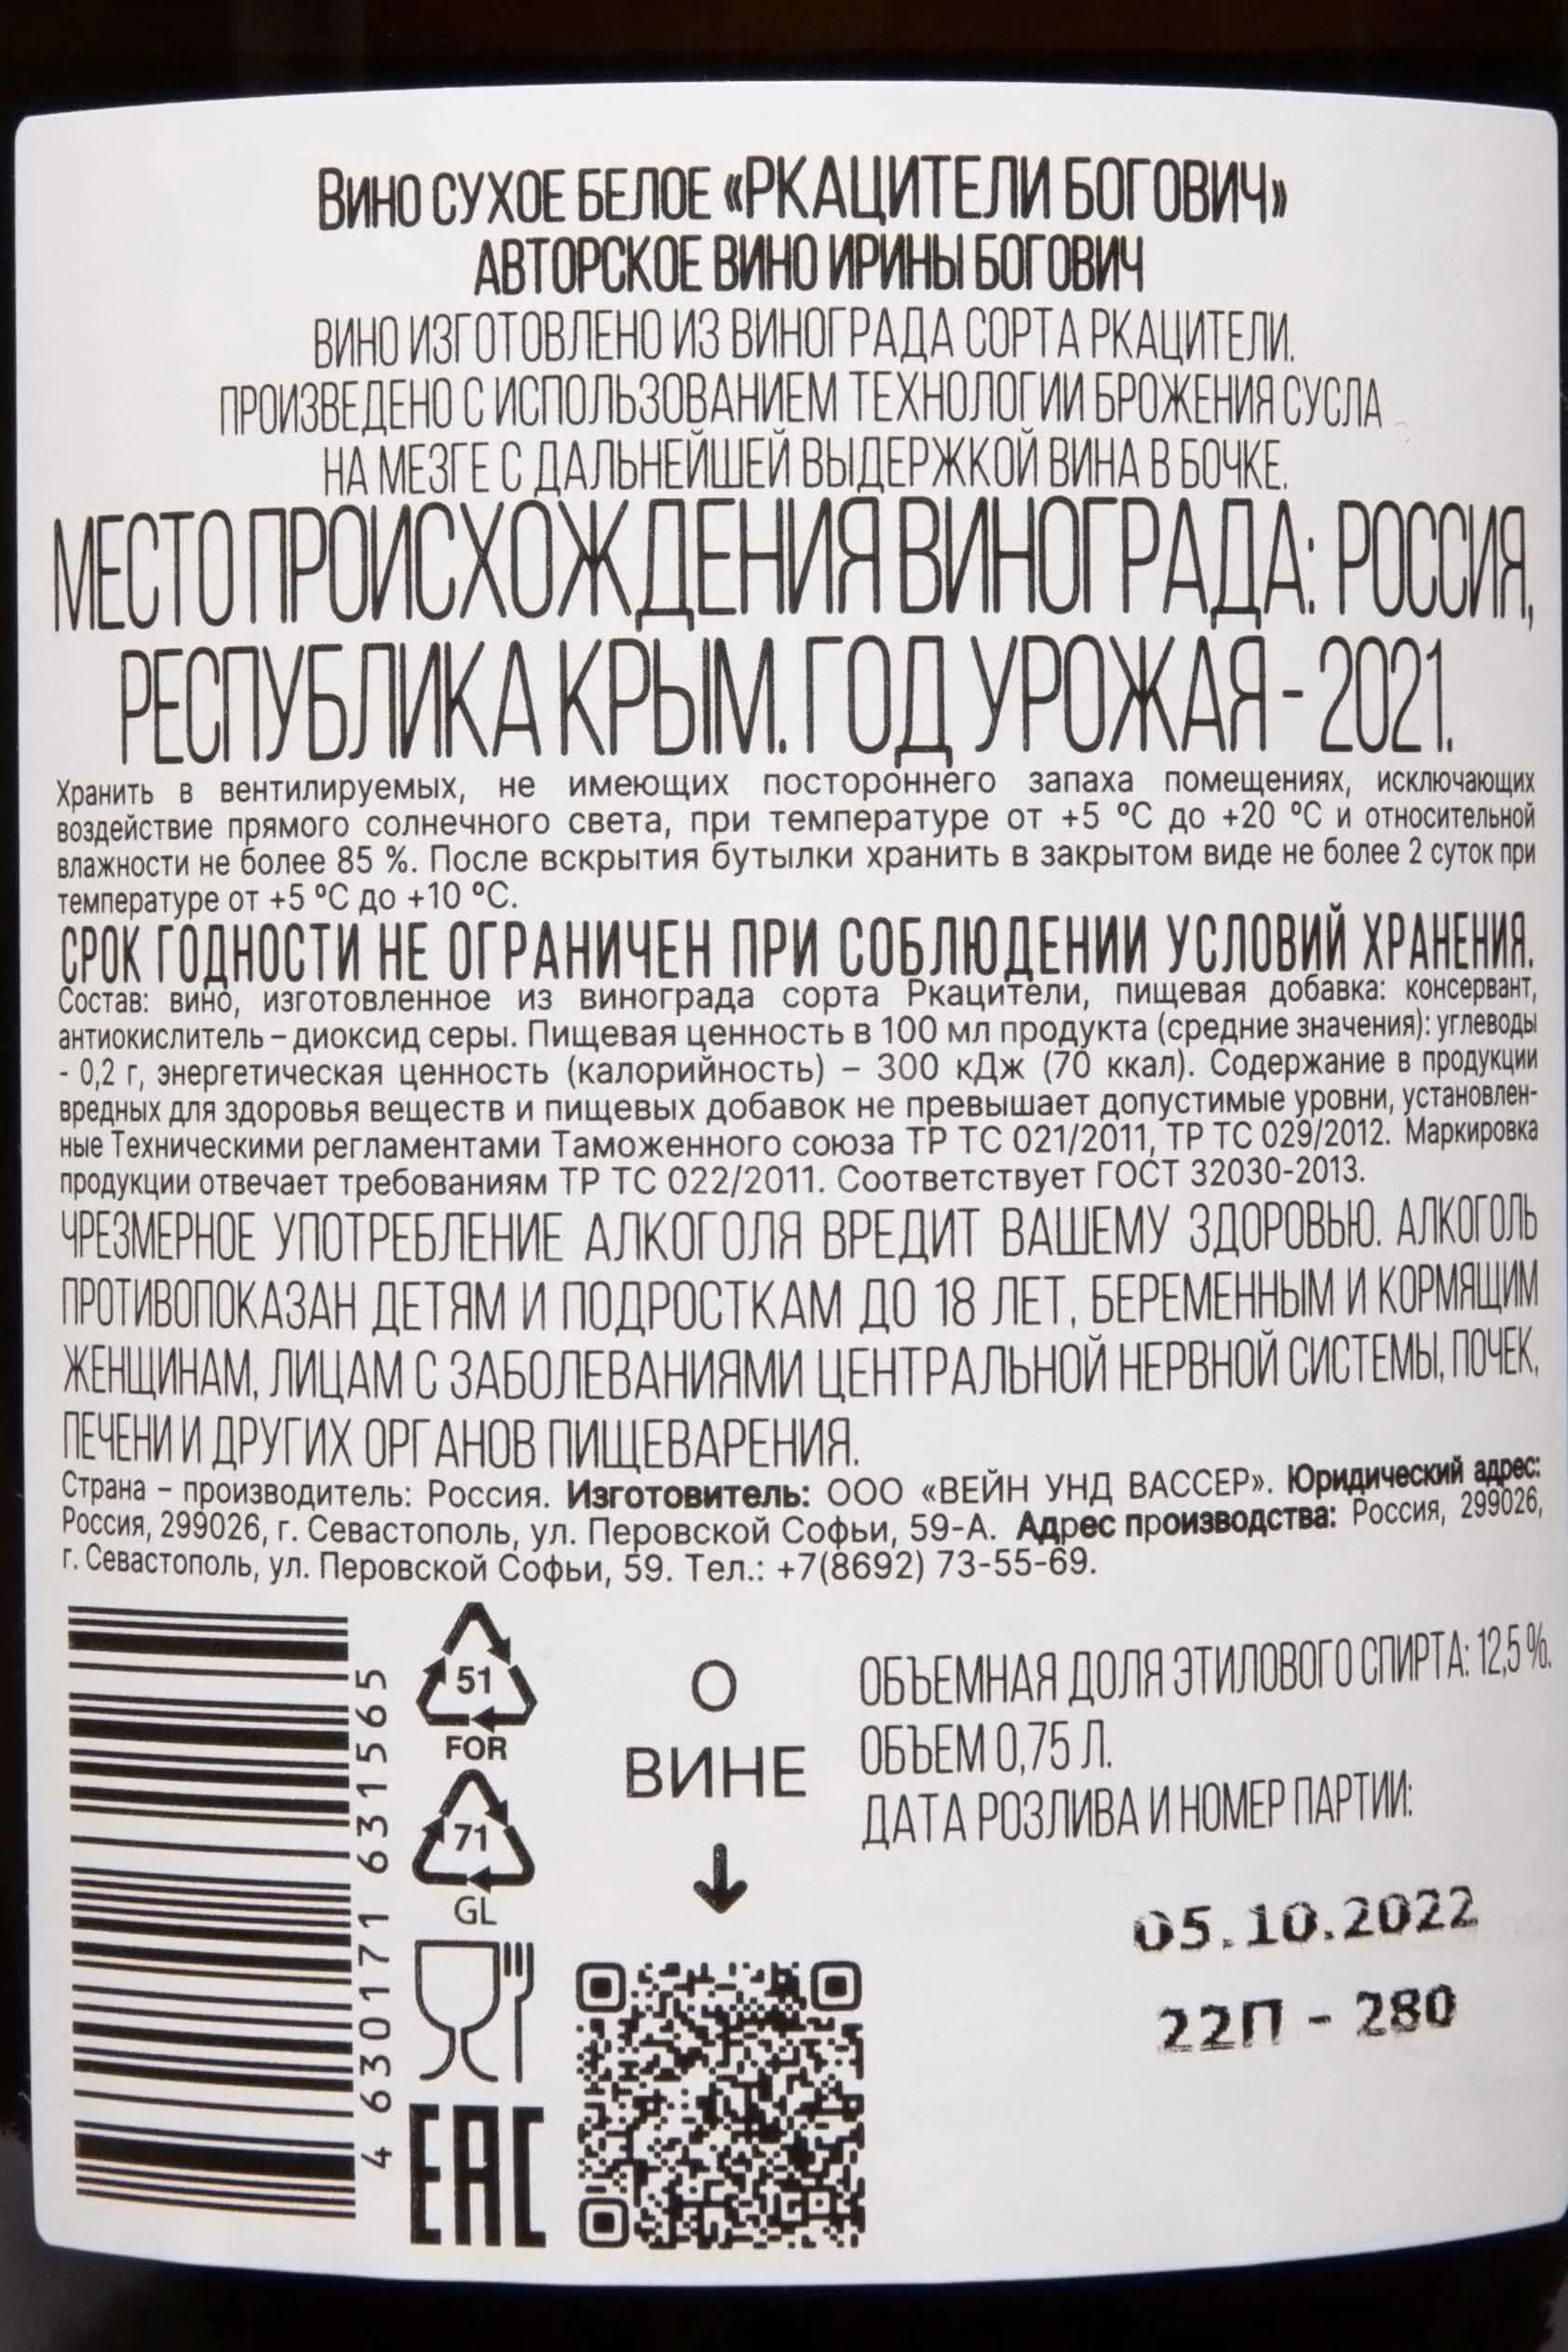 ВИНО СУХОЕ БЕЛОЕ «РКАЦИТЕЛИ БОГОВИЧ»
АВТОРСКОЕ ВИНО ИРИНЫ БОГОВИЧ
ВИНО ИЗГОТОВЛЕНО ИЗ ВИНОГРАДА СОРТА РКАЦИТЕЛИ.
ПРОИЗВЕДЕНО С ИСПОЛЬЗОВАНИЕМ ТЕХНОЛОГИИ БРОЖЕНИЯ СУСЛА
НА МЕЗГЕ С ДАЛЬНЕЙШЕЙ ВЫДЕРЖКОЙ ВИНА В БОЧКЕ.
МЕСТО ПРОИСХОЖДЕНИЯ ВИНОГРАДА: РОССИЯ,
РЕСПУБЛИКА КРЫМ. ГОД УРОЖАЯ - 2021.
Хранить в вентилируемых, не имеющих постороннего запаха помещениях, исключающих
воздействие прямого солнечного света, при температуре от +5 °С до +20 °С и относительной
влажности не более 85 %. После вскрытия бутылки хранить в закрытом виде не более 2 суток при
температуре от +5 °С до +10 °С.
СРОК ГОДНОСТИ НЕ ОГРАНИЧЕН ПРИ СОБЛЮДЕНИИ УСЛОВИЙ ХРАНЕНИЯ.
Состав: вино, изготовленное из винограда сорта Ркацители, пищевая добавка: консервант,
антиокислитель – диоксид серы. Пищевая ценность в 100 мл продукта (средние значения): углеводы
- 0,2 г, энергетическая ценность (калорийность) – 300 кДж (70 ккал). Содержание в продукции
вредных для здоровья веществ и пищевых добавок не превышает допустимые уровни, установлен-
ные Техническими регламентами Таможенного союза ТР ТС 021/2011, ТР ТС 029/2012. Маркировка
продукции отвечает требованиям ТР ТС 022/2011. Соответствует ГОСТ 32030-2013.
ЧРЕЗМЕРНОЕ УПОТРЕБЛЕНИЕ АЛКОГОЛЯ ВРЕДИТ ВАШЕМУ ЗДОРОВЬЮ. АЛКОГОЛЬ
ПРОТИВОПОКАЗАН ДЕТЯМ И ПОДРОСТКАМ ДО 18 ЛЕТ, БЕРЕМЕННЫМ И КОРМЯЩИМ
ЖЕНЩИНАМ, ЛИЦАМ С ЗАБОЛЕВАНИЯМИ ЦЕНТРАЛЬНОЙ НЕРВНОЙ СИСТЕМЫ, ПОЧЕК,
ПЕЧЕНИ И ДРУГИХ ОРГАНОВ ПИЩЕВАРЕНИЯ.
Страна – производитель: Россия. Изготовитель: ООО «ВЕЙН УНД ВАССЕР». Юридический адрес:
Россия, 299026, г. Севастополь, ул. Перовской Софьи, 59-А. Адрес производства: Россия, 299026,
г. Севастополь, ул. Перовской Софьи, 59. Тел.: +7(8692) 73-55-69.
4 630171 631565
51
FOR
71
GL
EAC
О
ВИНЕ
ОБЪЕМНАЯ ДОЛЯ ЭТИЛОВОГО СПИРТА: 12,5 %.
ОБЪЕМ 0,75 Л.
ДАТА РОЗЛИВА И НОМЕР ПАРТИИ:
05.10.2022
22П - 280